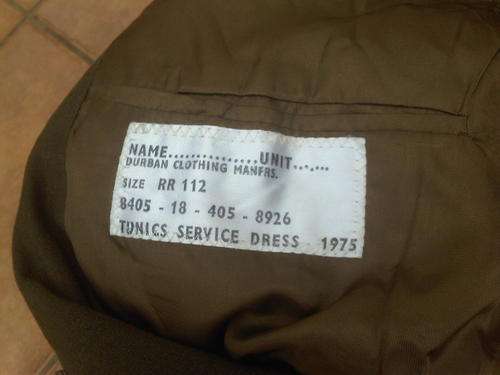 NAME................UNIT........
DURBAN CLOTHING MANFRS.
SIZE RR 112
8405 - 18 - 405 - 8926
TUNICS SERVICE DRESS - 1975